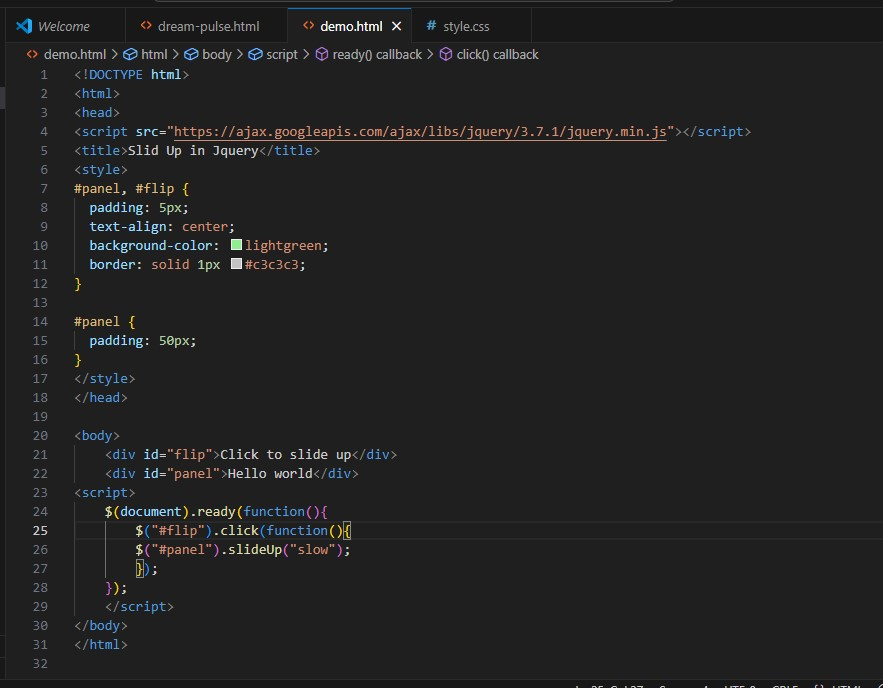 Welcome dream-pulse.html demo.html style.css
demo.html > html > body > script > ready() callback > click() callback
1 <!DOCTYPE html>
2 <html>
3 <head>
4 <script src="https://ajax.googleapis.com/ajax/libs/jquery/3.7.1/jquery.min.js"></script>
5 <title>Slid Up in Jquery</title>
6 <style>
7 #panel, #flip {
8 padding: 5px;
9 text-align: center;
10 background-color: lightgreen;
11 border: solid 1px #c3c3c3;
12 }
13
14 #panel {
15 padding: 50px;
16 }
17 </style>
18 </head>
19
20 <body>
21 <div id="flip">Click to slide up</div>
22 <div id="panel">Hello world</div>
23 <script>
24 $(document).ready(function(){
25 $("#flip").click(function(){
26 $("#panel").slideUp("slow");
27 });
28 });
29 </script>
30 </body>
31 </html>
32